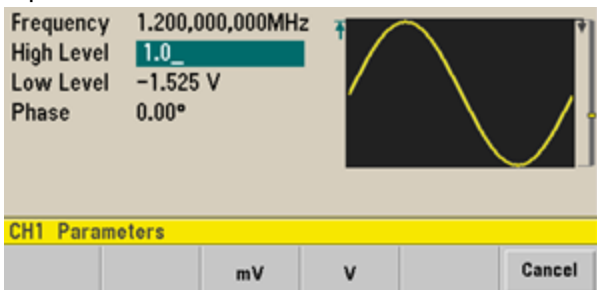 Frequency 1.200,000,000MHz
High Level 1.0_
Low Level -1.525 V
Phase 0.00°
CH1 Parameters
mV V Cancel